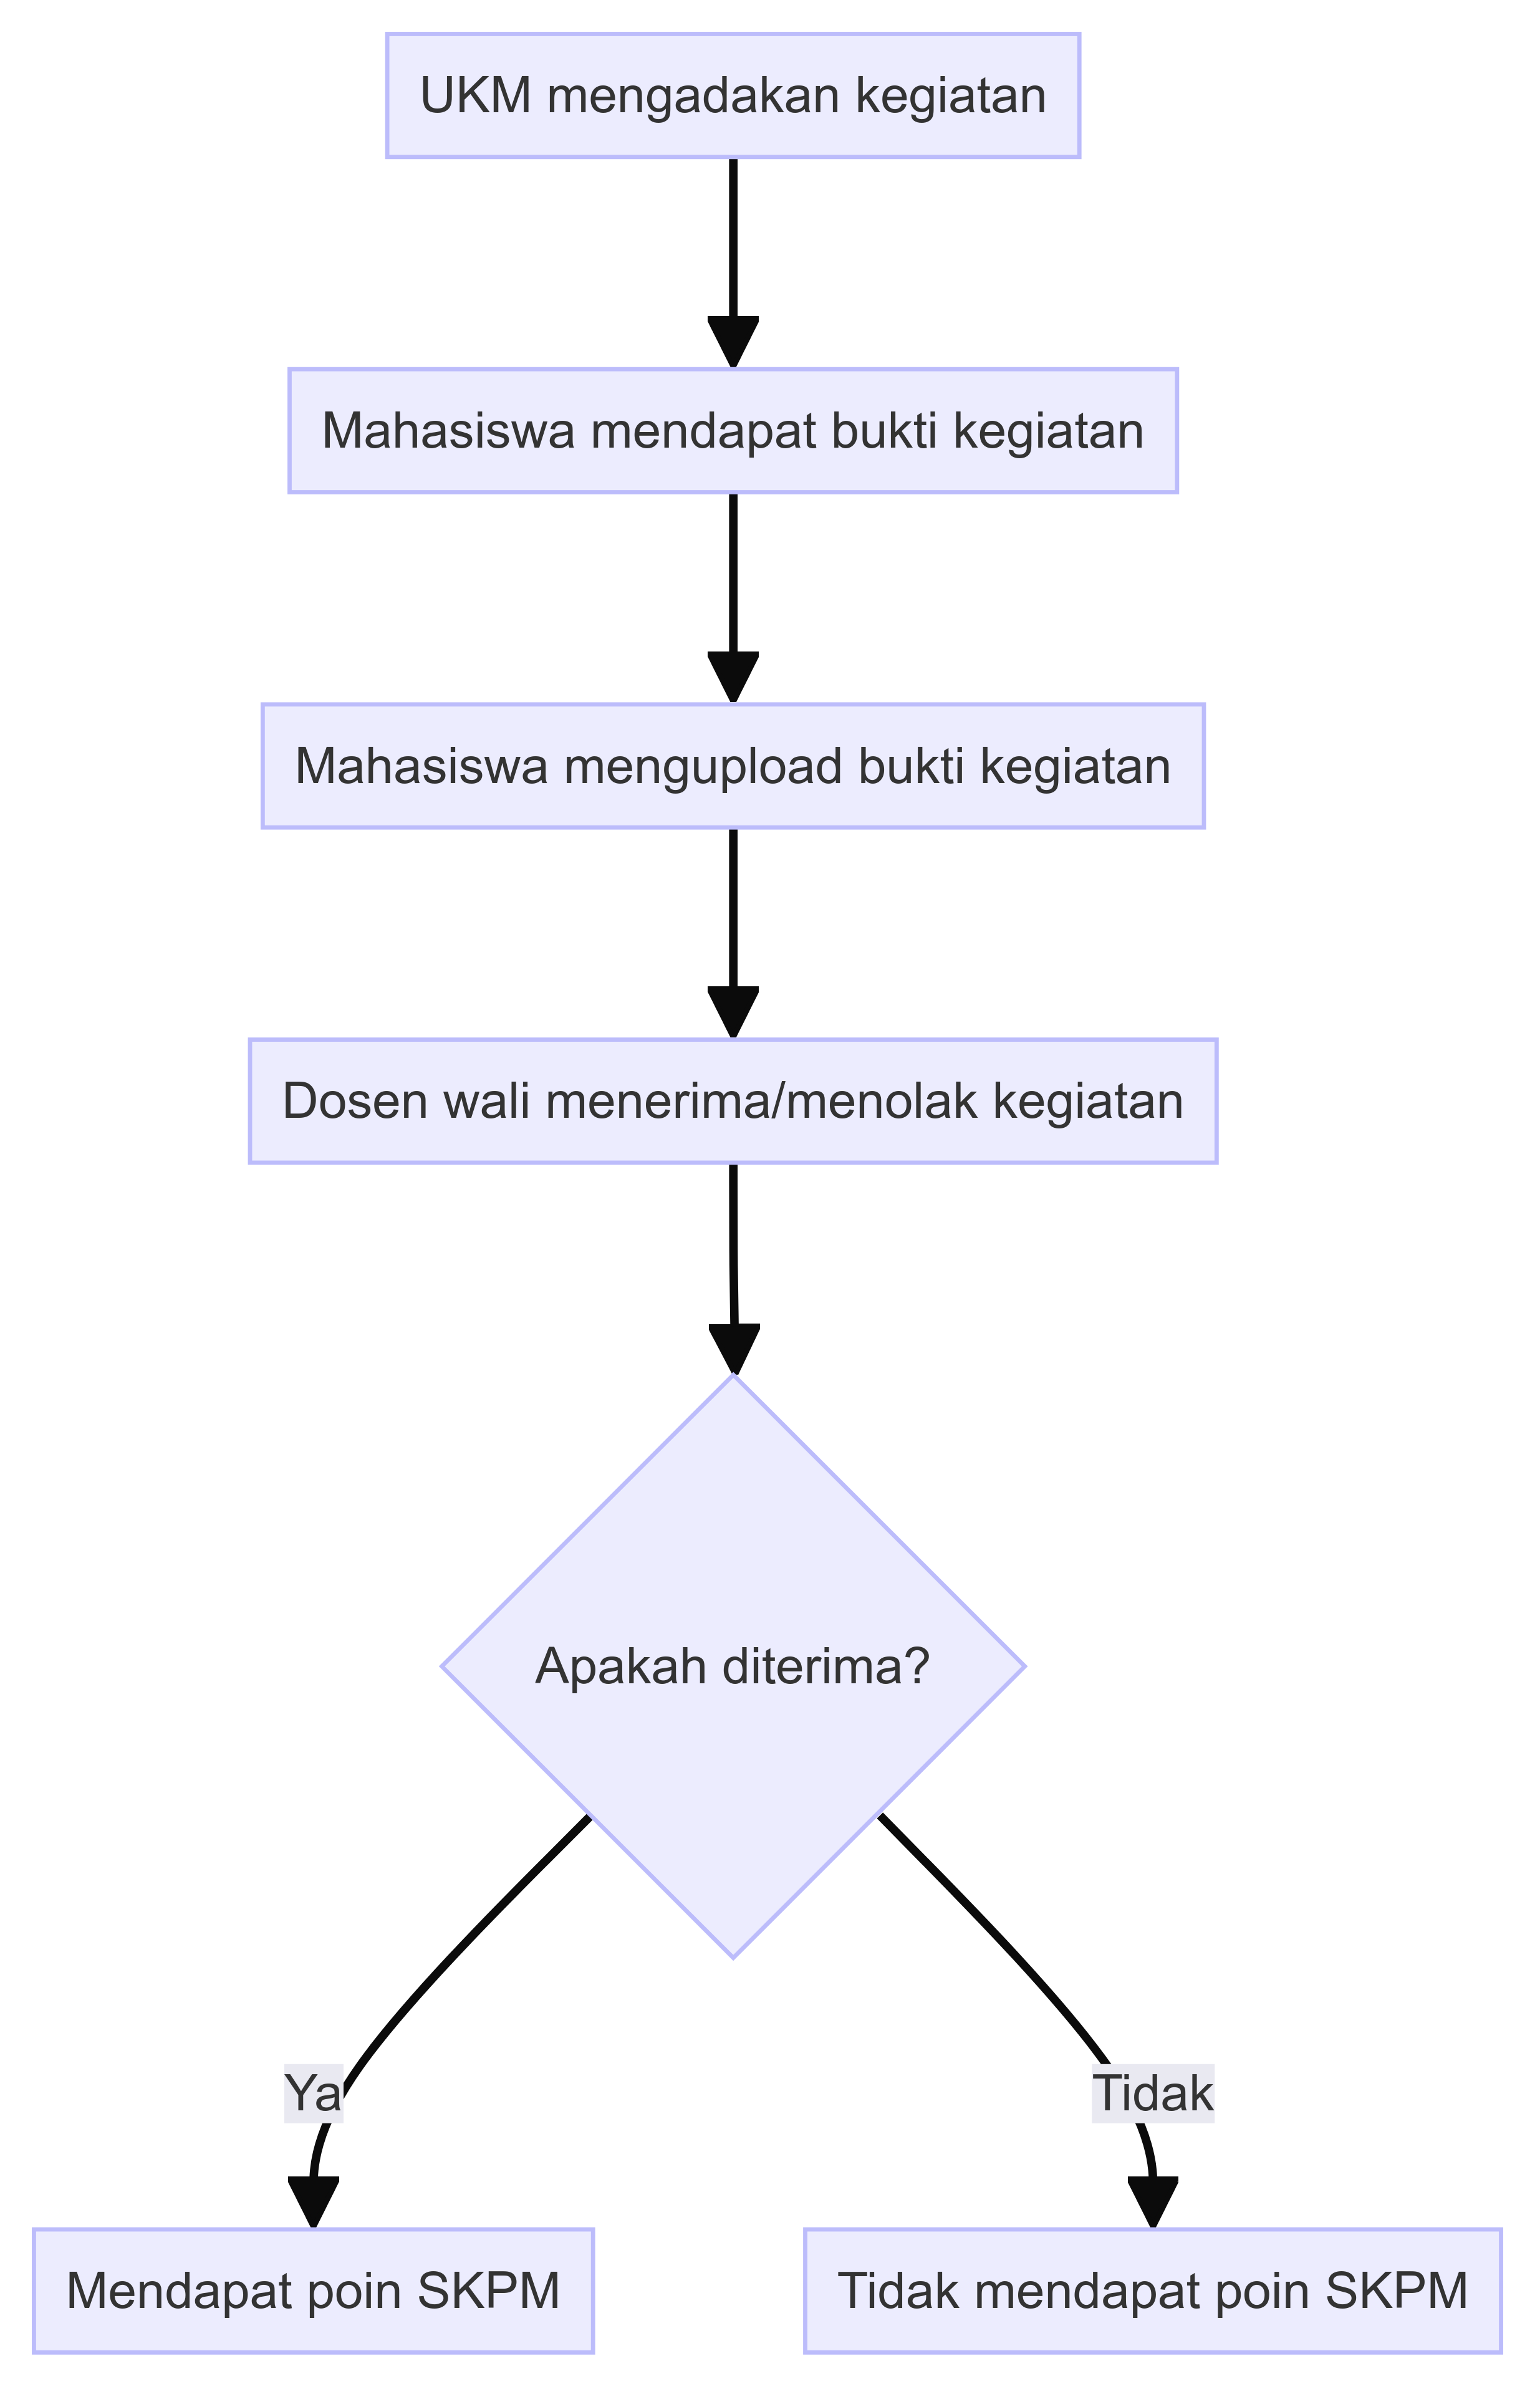 UKM mengadakan kegiatan
Mahasiswa mendapat bukti kegiatan
Mahasiswa mengupload bukti kegiatan
Dosen wali menerima/menolak kegiatan
Apakah diterima?
Ya
Tidak
Mendapat poin SKPM
Tidak mendapat poin SKPM